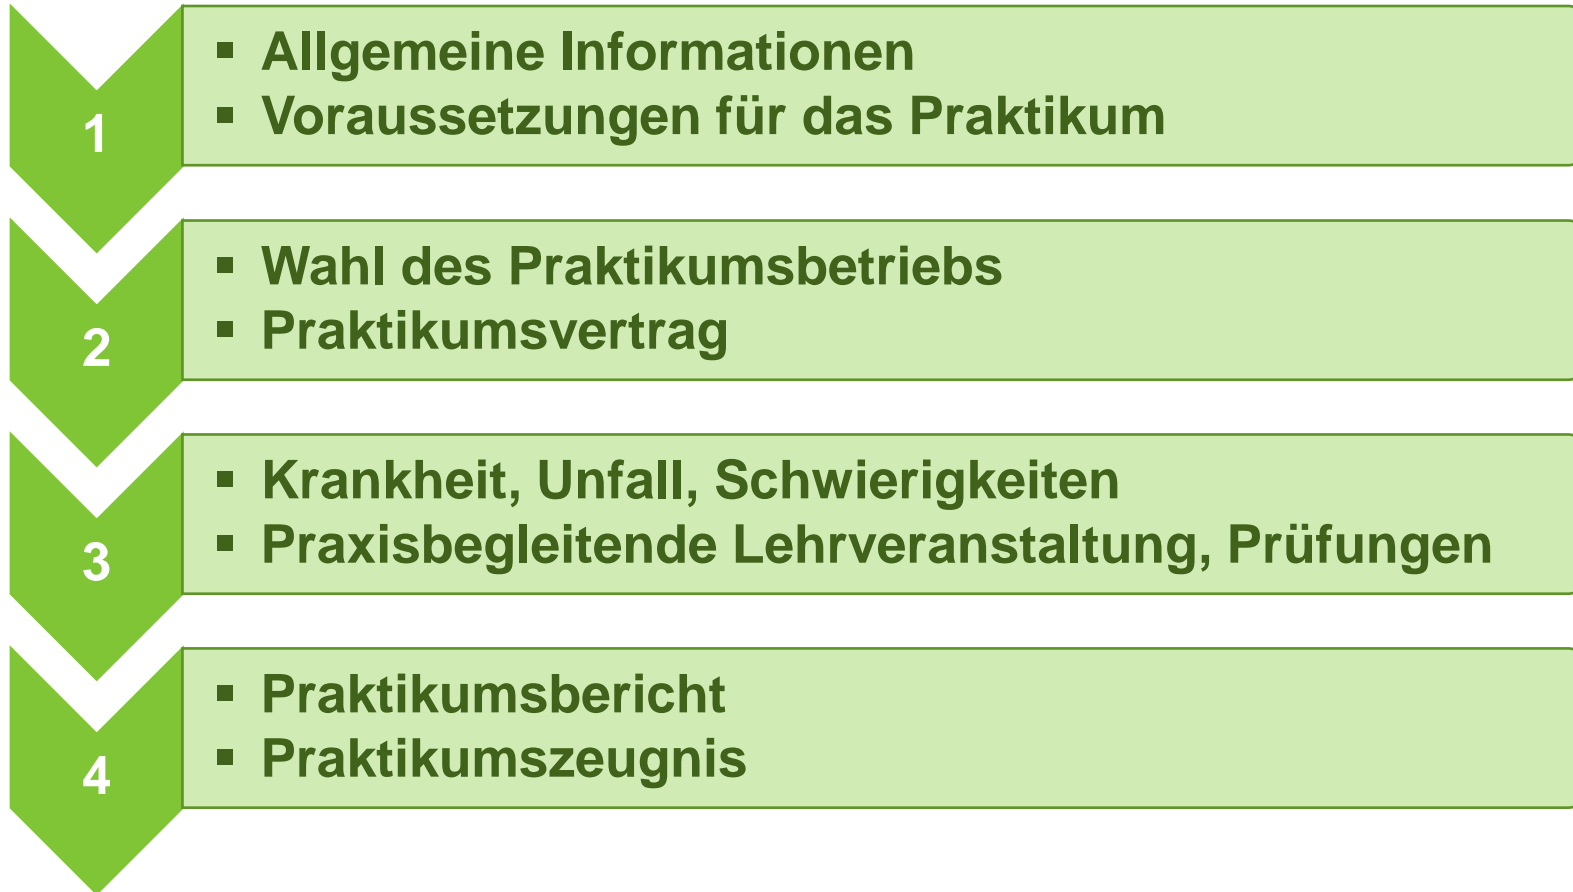 1
▪ Allgemeine Informationen
▪ Voraussetzungen für das Praktikum
2
▪ Wahl des Praktikumsbetriebs
▪ Praktikumsvertrag
3
▪ Krankheit, Unfall, Schwierigkeiten
▪ Praxisbegleitende Lehrveranstaltung, Prüfungen
4
▪ Praktikumsbericht
▪ Praktikumszeugnis